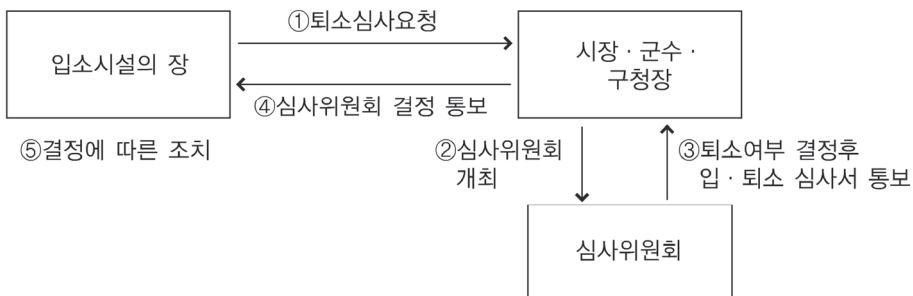 ①퇴소심사요청
입소시설의 장
시장 · 군수 ·
구청장
④심사위원회 결정 통보
⑤결정에 따른 조치
②심사위원회
개최
③퇴소여부 결정후
입 · 퇴소 심사서 통보
심사위원회